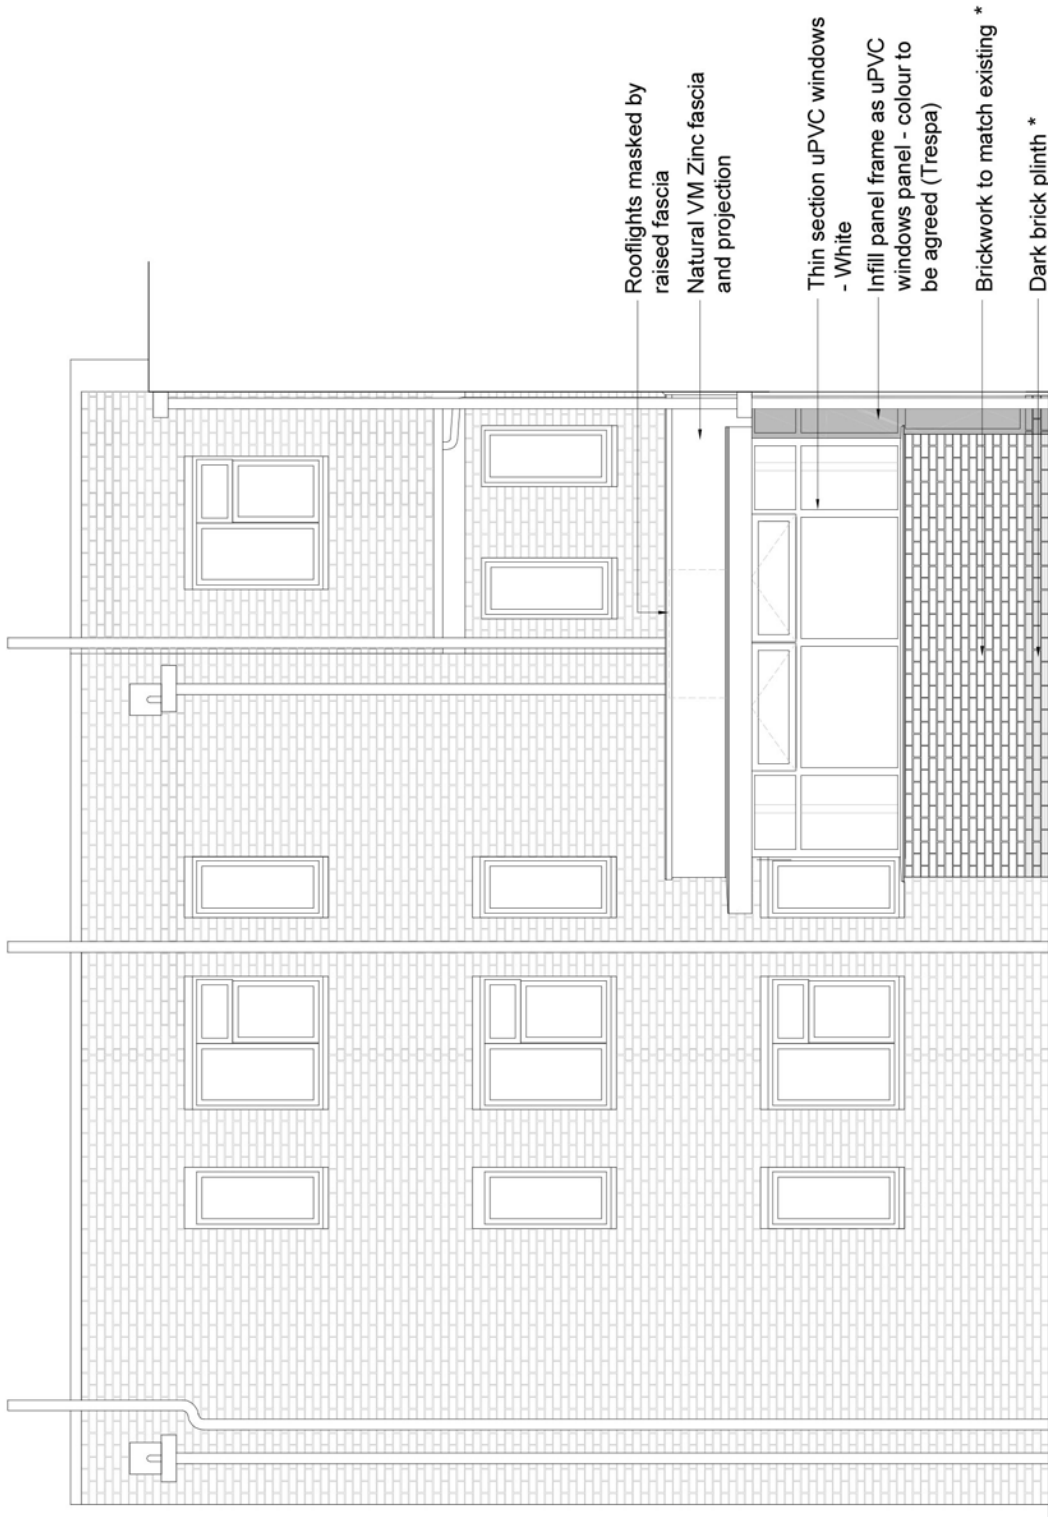 Rooflights masked by
raised fascia
Natural VM Zinc fascia
and projection
Thin section uPVC windows
- White
Infill panel frame as uPVC
windows panel - colour to
be agreed (Trespa)
Brickwork to match existing *
Dark brick plinth *